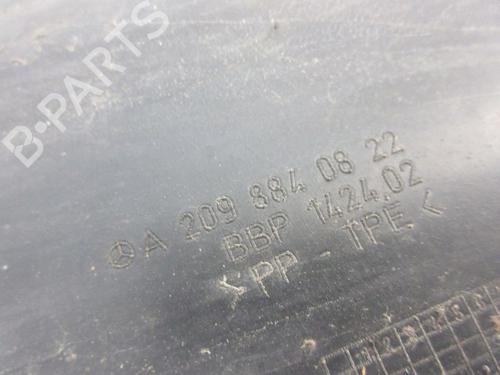 B-PARTS
A 209 884 08 22
BBP 1424.02
>PP - TPE<